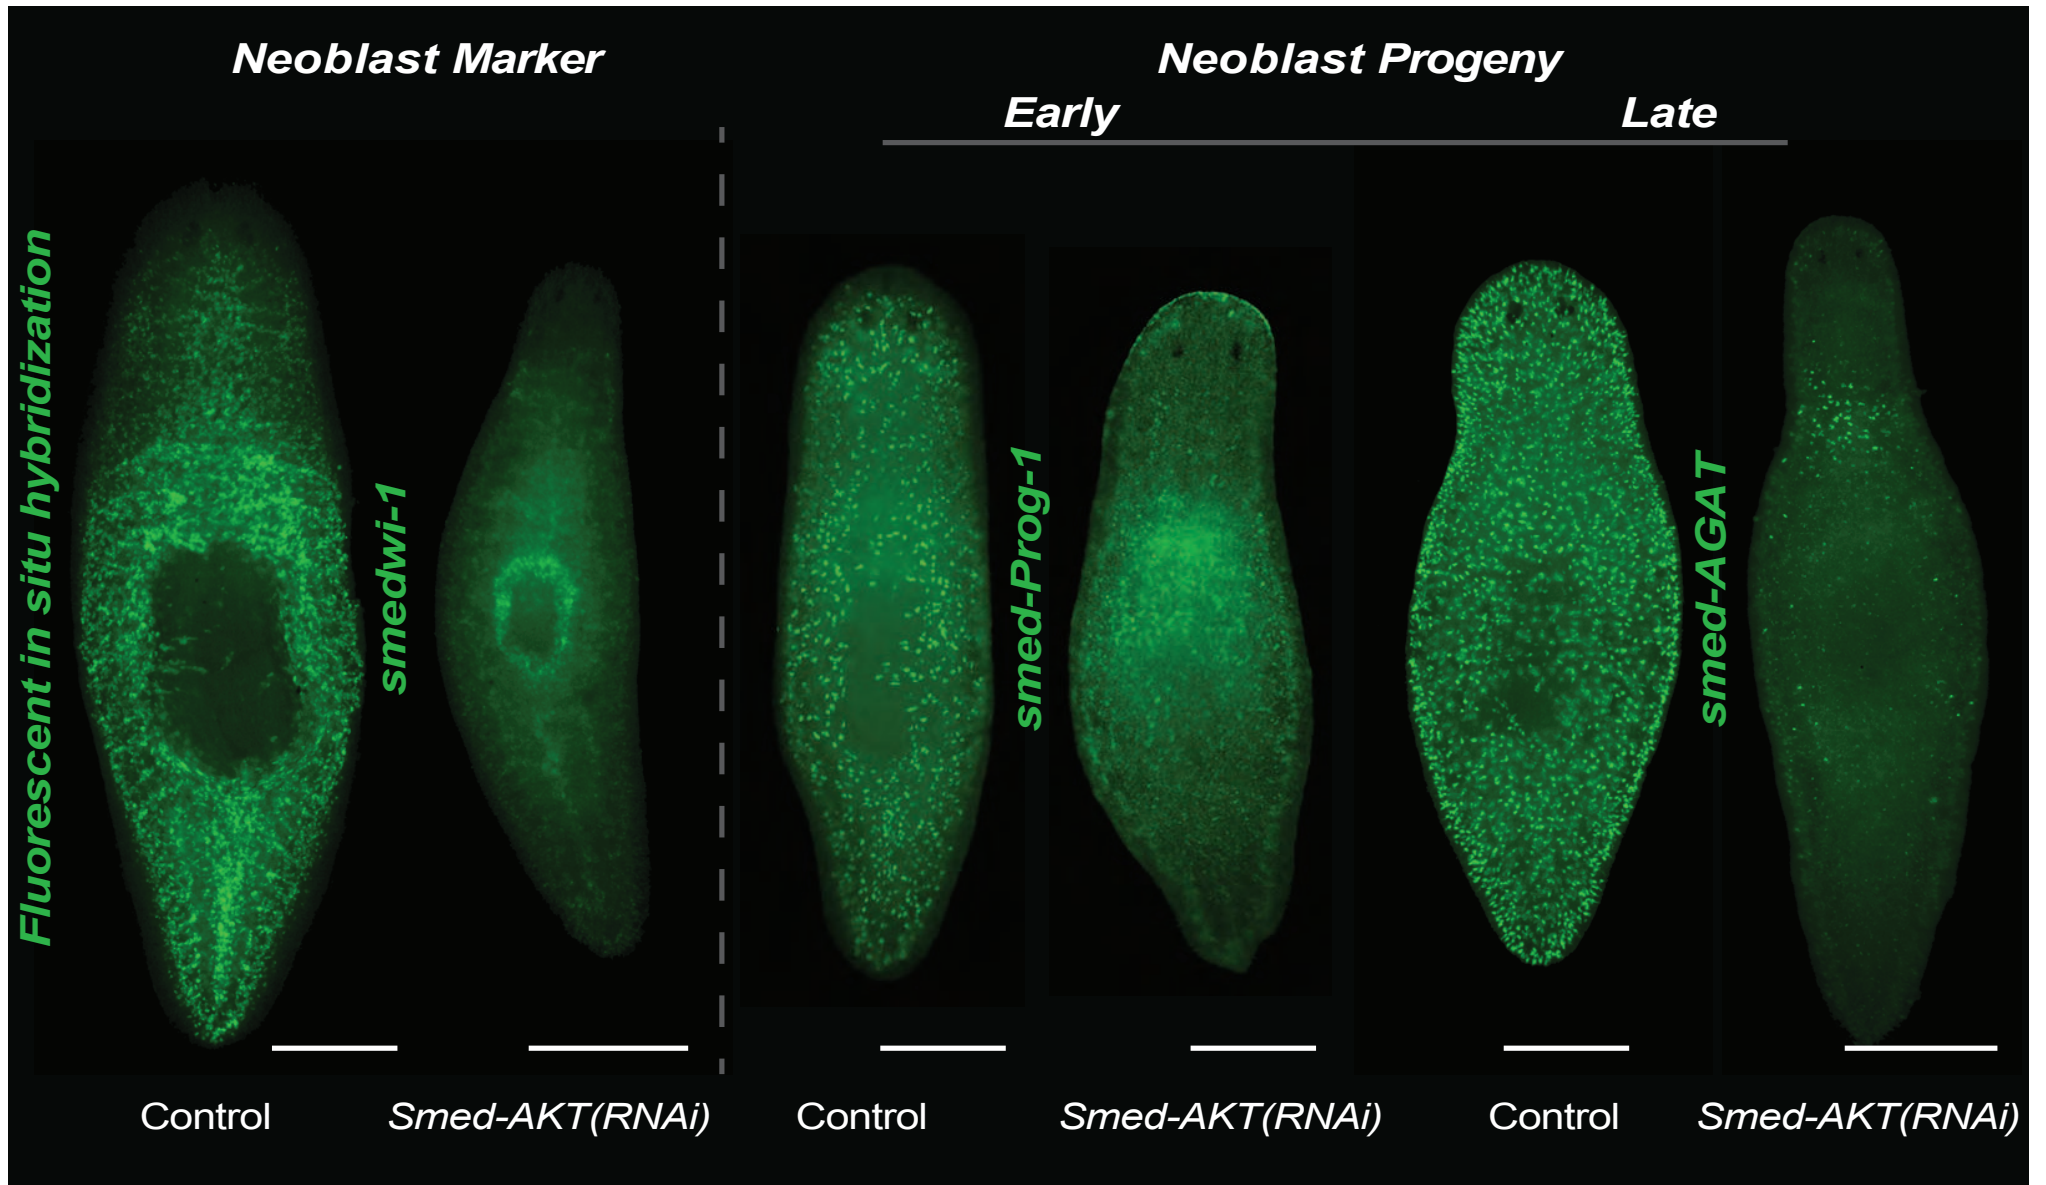 Neoblast Marker
Neoblast Progeny
Early
Late
Fluorescent in situ hybridization
smedwi-1
smed-Prog-1
smed-AGAT
Control
Smed-AKT(RNAi)
Control
Smed-AKT(RNAi)
Control
Smed-AKT(RNAi)